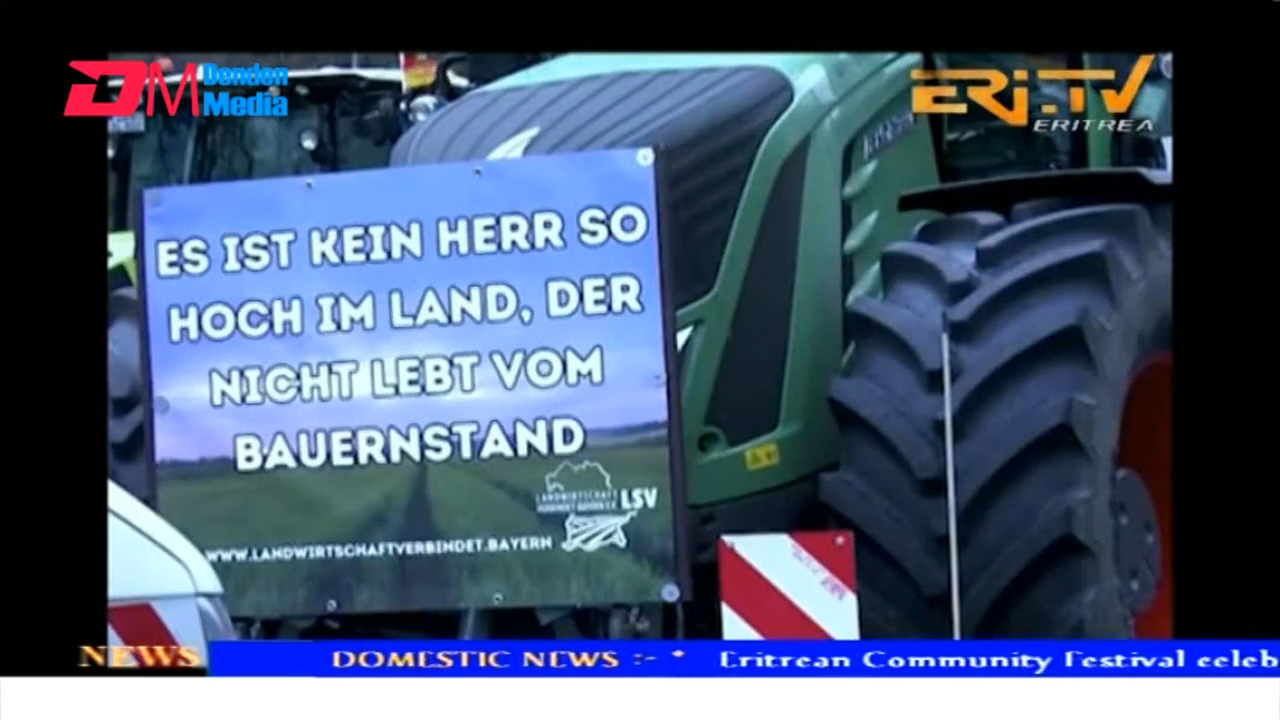 DM Denden Media
ERi.TV
ERITREA
ES IST KEIN HERR SO
HOCH IM LAND, DER
NICHT LEBT VOM
BAUERNSTAND
LANDWIRTSCHAFT
LSV
WWW.LANDWIRTSCHAFTVERBINDET.BAYERN
NEWS
DOMESTIC NEWS :- * Eritrean Community Festival celeb